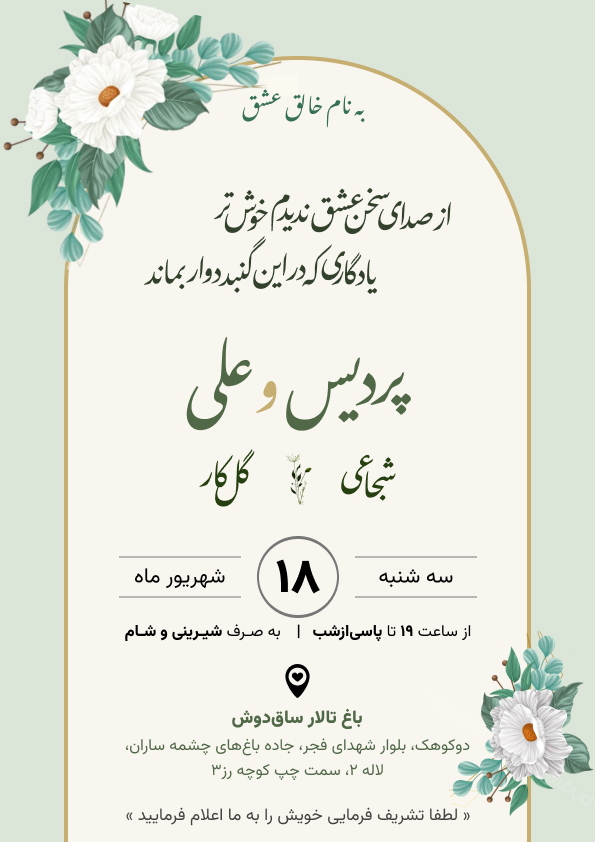 به نام خالق عشق
از صدای سخن عشق ندیدم خوش‌تر
یادگاری که در این گنبد دوار بماند
پردیس و علی
شجاعی گل‌کار
سه شنبه ۱۸ شهریور ماه
از ساعت ۱۹ تا پاسی‌ازشب | به صرف شیرینی و شام
باغ تالار ساق‌دوش
دوکوهک، بلوار شهدای فجر، جاده باغ‌های چشمه ساران،
لاله ۲، سمت چپ کوچه رز۳
« لطفا تشریف فرمایی خویش را به ما اعلام فرمایید »